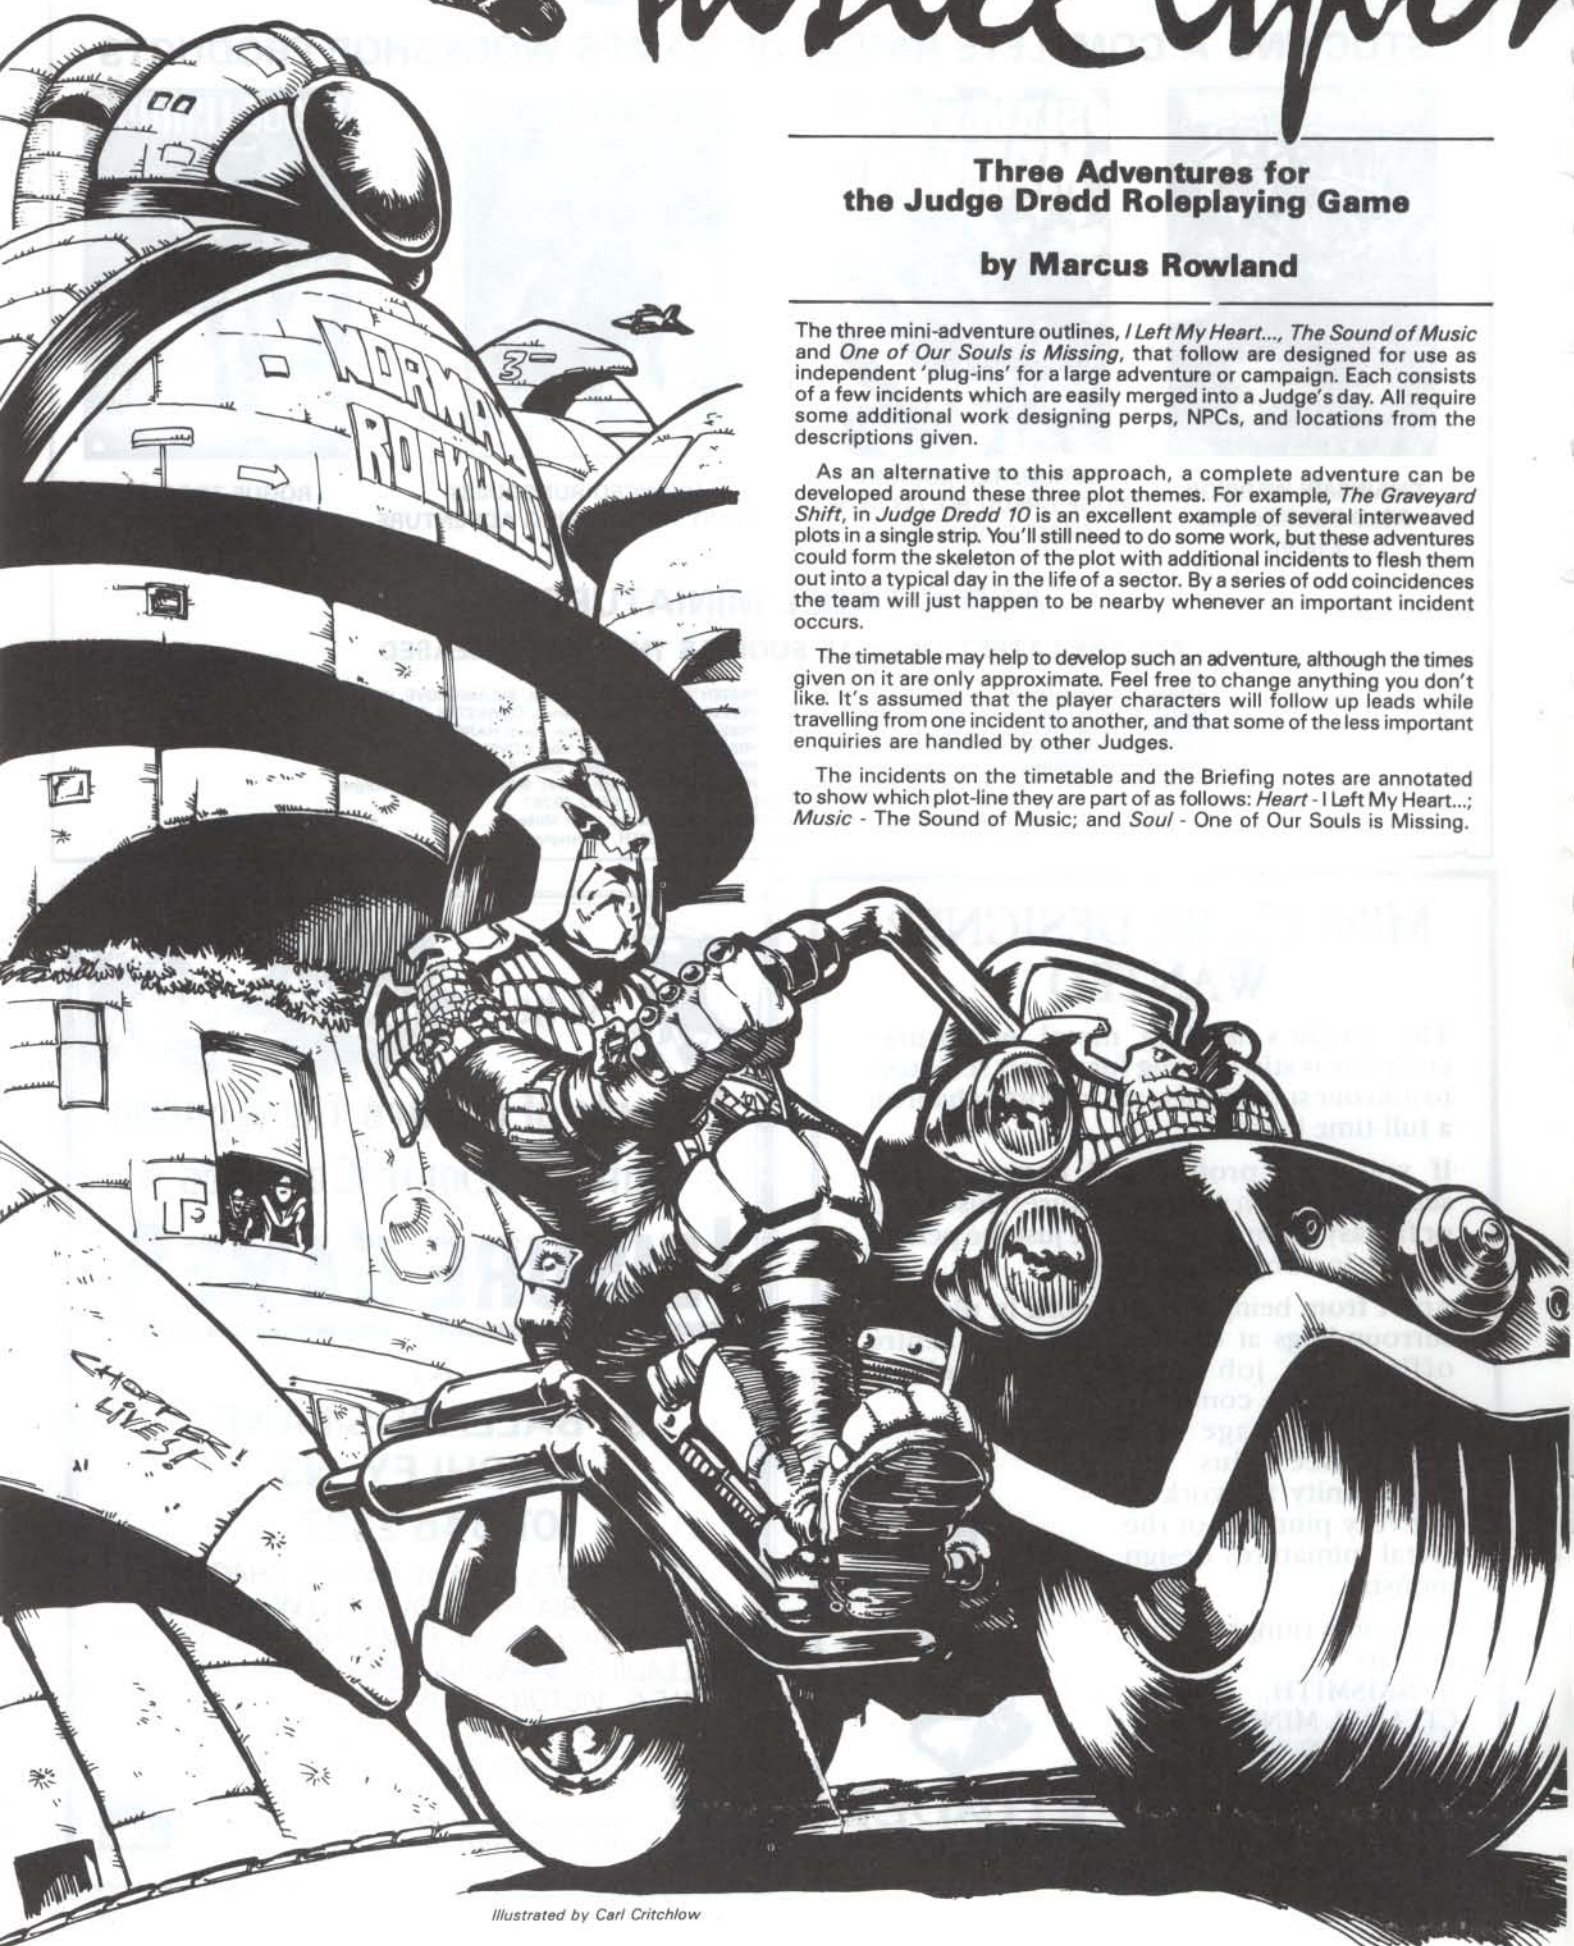 Three Adventures for
the Judge Dredd Roleplaying Game
by Marcus Rowland
The three mini-adventure outlines, I Left My Heart..., The Sound of Music
and One of Our Souls is Missing, that follow are designed for use as
independent 'plug-ins' for a large adventure or campaign. Each consists
of a few incidents which are easily merged into a Judge's day. All require
some additional work designing perps, NPCs, and locations from the
descriptions given.
As an alternative to this approach, a complete adventure can be
developed around these three plot themes. For example, The Graveyard
Shift, in Judge Dredd 10 is an excellent example of several interweaved
plots in a single strip. You'll still need to do some work, but these adventures
could form the skeleton of the plot with additional incidents to flesh them
out into a typical day in the life of a sector. By a series of odd coincidences
the team will just happen to be nearby whenever an important incident
occurs.
The timetable may help to develop such an adventure, although the times
given on it are only approximate. Feel free to change anything you don't
like. It's assumed that the player characters will follow up leads while
travelling from one incident to another, and that some of the less important
enquiries are handled by other Judges.
The incidents on the timetable and the Briefing notes are annotated
to show which plot-line they are part of as follows: Heart - I Left My Heart...;
Music - The Sound of Music; and Soul - One of Our Souls is Missing.
3
NORMAN
CHOPPER
LIVES!
Illustrated by Carl Critchlow